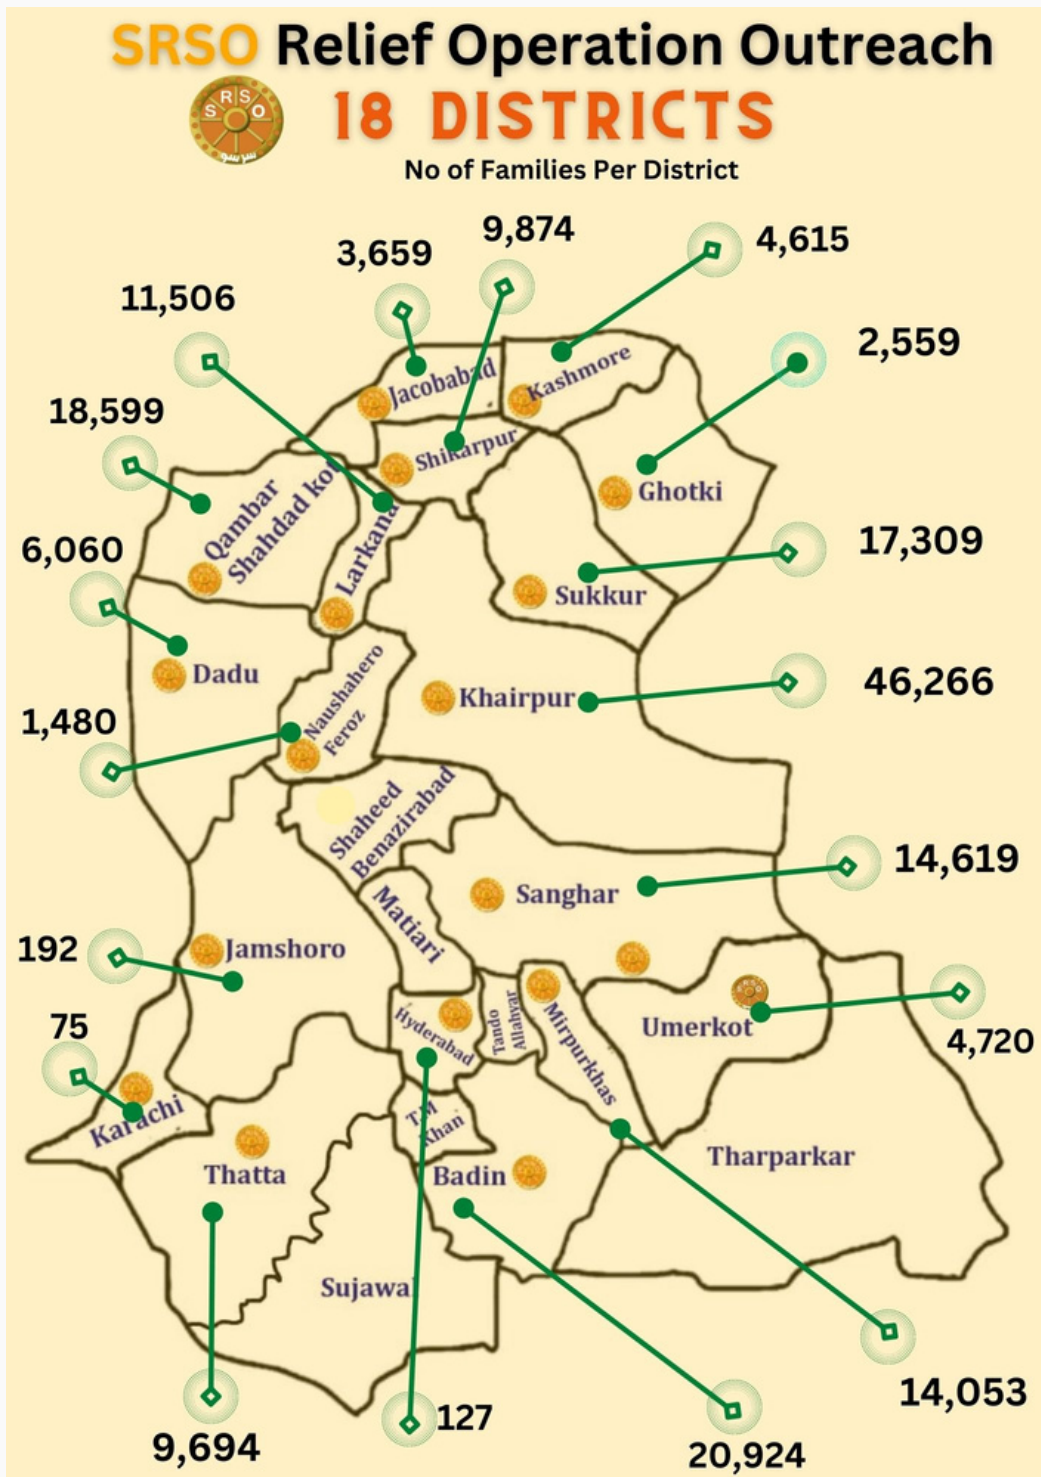 SRSO Relief Operation Outreach
S R S O
سرسو
18 DISTRICTS
No of Families Per District
9,874
3,659
4,615
11,506
2,559
18,599
Jacobabad
Kashmore
Shikarpur
Ghotki
Qambar
Shahdad kot
Larkana
6,060
17,309
Sukkur
Dadu
Naushahero
Feroz
Khairpur
46,266
1,480
Shaheed
Benazirabad
14,619
Sanghar
Matiari
192
Jamshoro
SRSO
Umerkot
4,720
75
Hyderabad
Tando
Allahyar
Mirpurkhas
Karachi
T.M
Khan
Thatta
Badin
Tharparkar
Sujawal
14,053
127
9,694
20,924